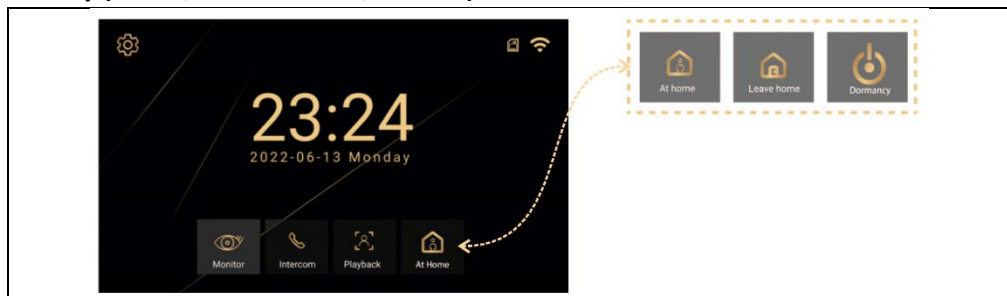 23:24
2022-06-13 Monday
Monitor Intercom Playback At Home
At home Leave home Dormancy